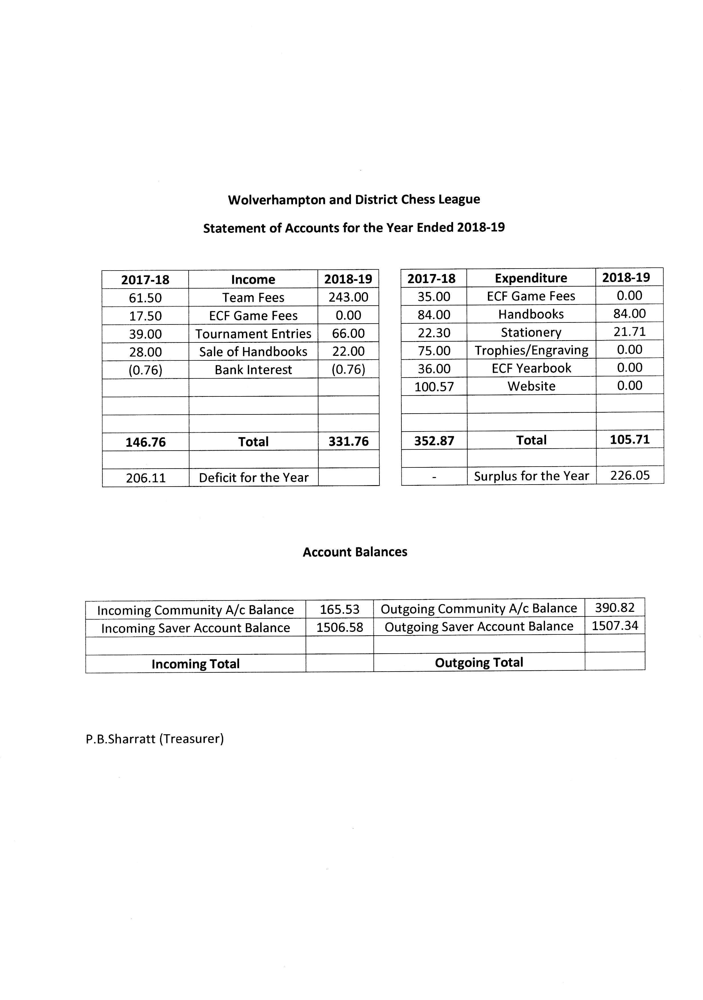 Wolverhampton and District Chess League
Statement of Accounts for the Year Ended 2018-19
2017-18 Income 2018-19
61.50 Team Fees 243.00
17.50 ECF Game Fees 0.00
39.00 Tournament Entries 66.00
28.00 Sale of Handbooks 22.00
(0.76) Bank Interest (0.76)
146.76 Total 331.76
206.11 Deficit for the Year
2017-18 Expenditure 2018-19
35.00 ECF Game Fees 0.00
84.00 Handbooks 84.00
22.30 Stationery 21.71
75.00 Trophies/Engraving 0.00
36.00 ECF Yearbook 0.00
100.57 Website 0.00
352.87 Total 105.71
- Surplus for the Year 226.05
Account Balances
Incoming Community A/c Balance 165.53 Outgoing Community A/c Balance 390.82
Incoming Saver Account Balance 1506.58 Outgoing Saver Account Balance 1507.34
Incoming Total Outgoing Total
P.B.Sharratt (Treasurer)